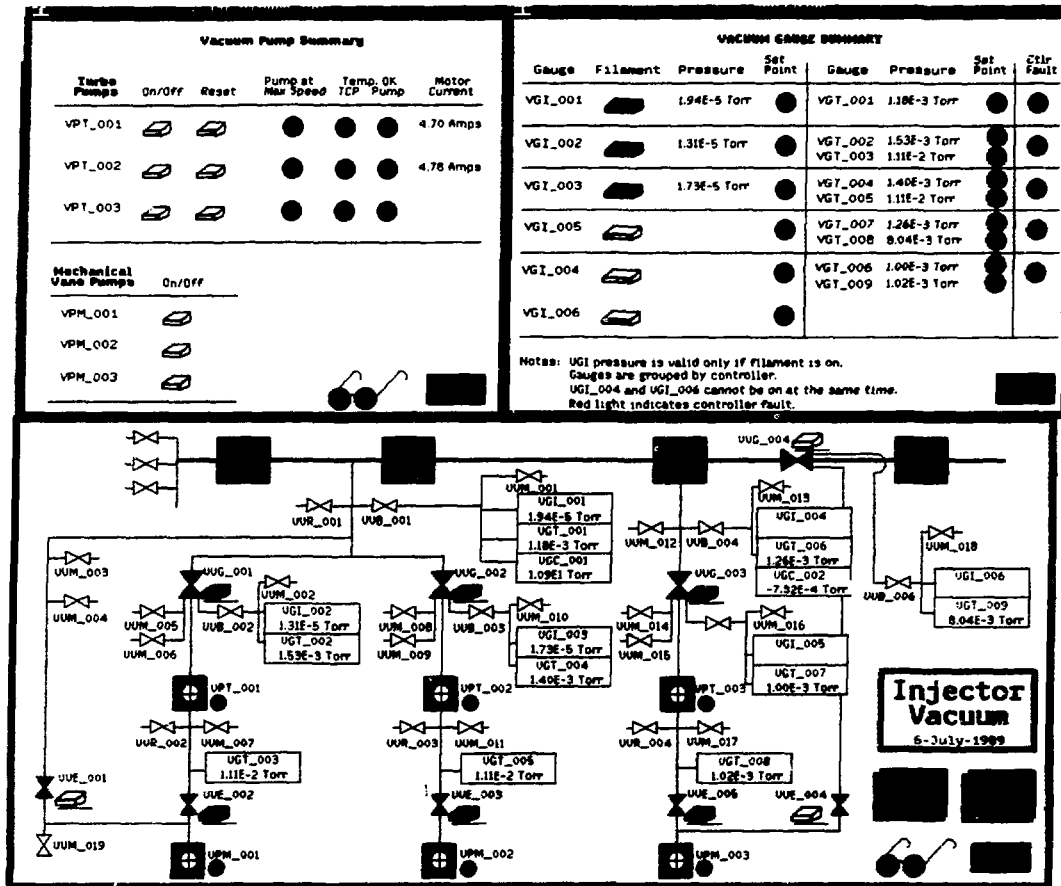 Vacuum Pump Summary
Turbo Pumps On/Off Reset Pump at Max Speed Temp. OK TCP Pump Motor Current
VPT_001 4.70 Amps
VPT_002 4.78 Amps
VPT_003
Mechanical Vane Pumps On/Off
VPM_001
VPM_002
VPM_003
VACUUM GAUGE SUMMARY
Gauge Filament Pressure Set Point Gauge Pressure Set Point Ctlr Fault
VGI_001 1.94E-5 Torr VGT_001 1.18E-3 Torr
VGI_002 1.31E-5 Torr VGT_002 1.53E-3 Torr
VGT_003 1.11E-2 Torr
VGI_003 1.73E-5 Torr VGT_004 1.40E-3 Torr
VGT_005 1.11E-2 Torr
VGI_005 VGT_007 1.26E-3 Torr
VGT_008 8.04E-3 Torr
VGI_004 VGT_006 1.00E-3 Torr
VGT_009 1.02E-3 Torr
VGI_006
Notes: VGI pressure is valid only if filament is on.
Gauges are grouped by controller.
VGI_004 and VGI_006 cannot be on at the same time.
Red light indicates controller fault.
VVG_004
VVM_001
VVR_001 VVB_001
VGI_001
1.94E-5 Torr
VGT_001
1.18E-3 Torr
VGC_001
1.09E1 Torr
VVM_013
VVM_012 VVB_004
VGI_004
VGT_006
1.26E-3 Torr
VGC_002
-7.32E-4 Torr
VVM_018
VVB_006
VGI_006
VGT_009
8.04E-3 Torr
VVM_003
VVM_004
VVG_001
VVM_002
VVM_005 VVB_002
VVM_006
VGI_002
1.31E-5 Torr
VGT_002
1.53E-3 Torr
VVG_002
VVM_010
VVM_008 VVB_003
VVM_009
VGI_003
1.73E-5 Torr
VGT_004
1.40E-3 Torr
VVG_003
VVM_014 VVM_016
VVM_015
VGI_005
VGT_007
1.00E-3 Torr
VPT_001
VPT_002
VPT_003
VVR_002 VVM_007
VGT_003
1.11E-2 Torr
VVR_003 VVM_011
VGT_005
1.11E-2 Torr
VVR_004 VVM_017
VGT_008
1.02E-3 Torr
Injector
Vacuum
6-July-1989
VVE_001
VVE_002
VVE_003
VVE_005
VVE_004
VVM_019
VPM_001
VPM_002
VPM_003